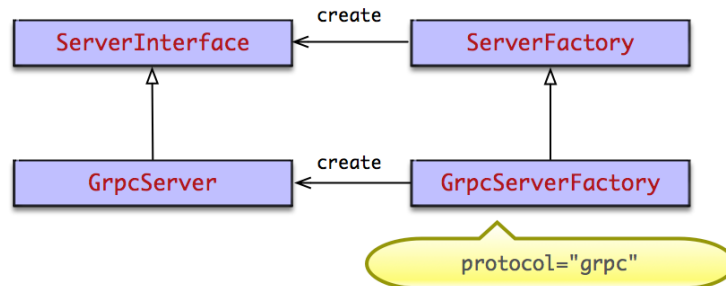 create
ServerInterface
ServerFactory
create
GrpcServer
GrpcServerFactory
protocol="grpc"